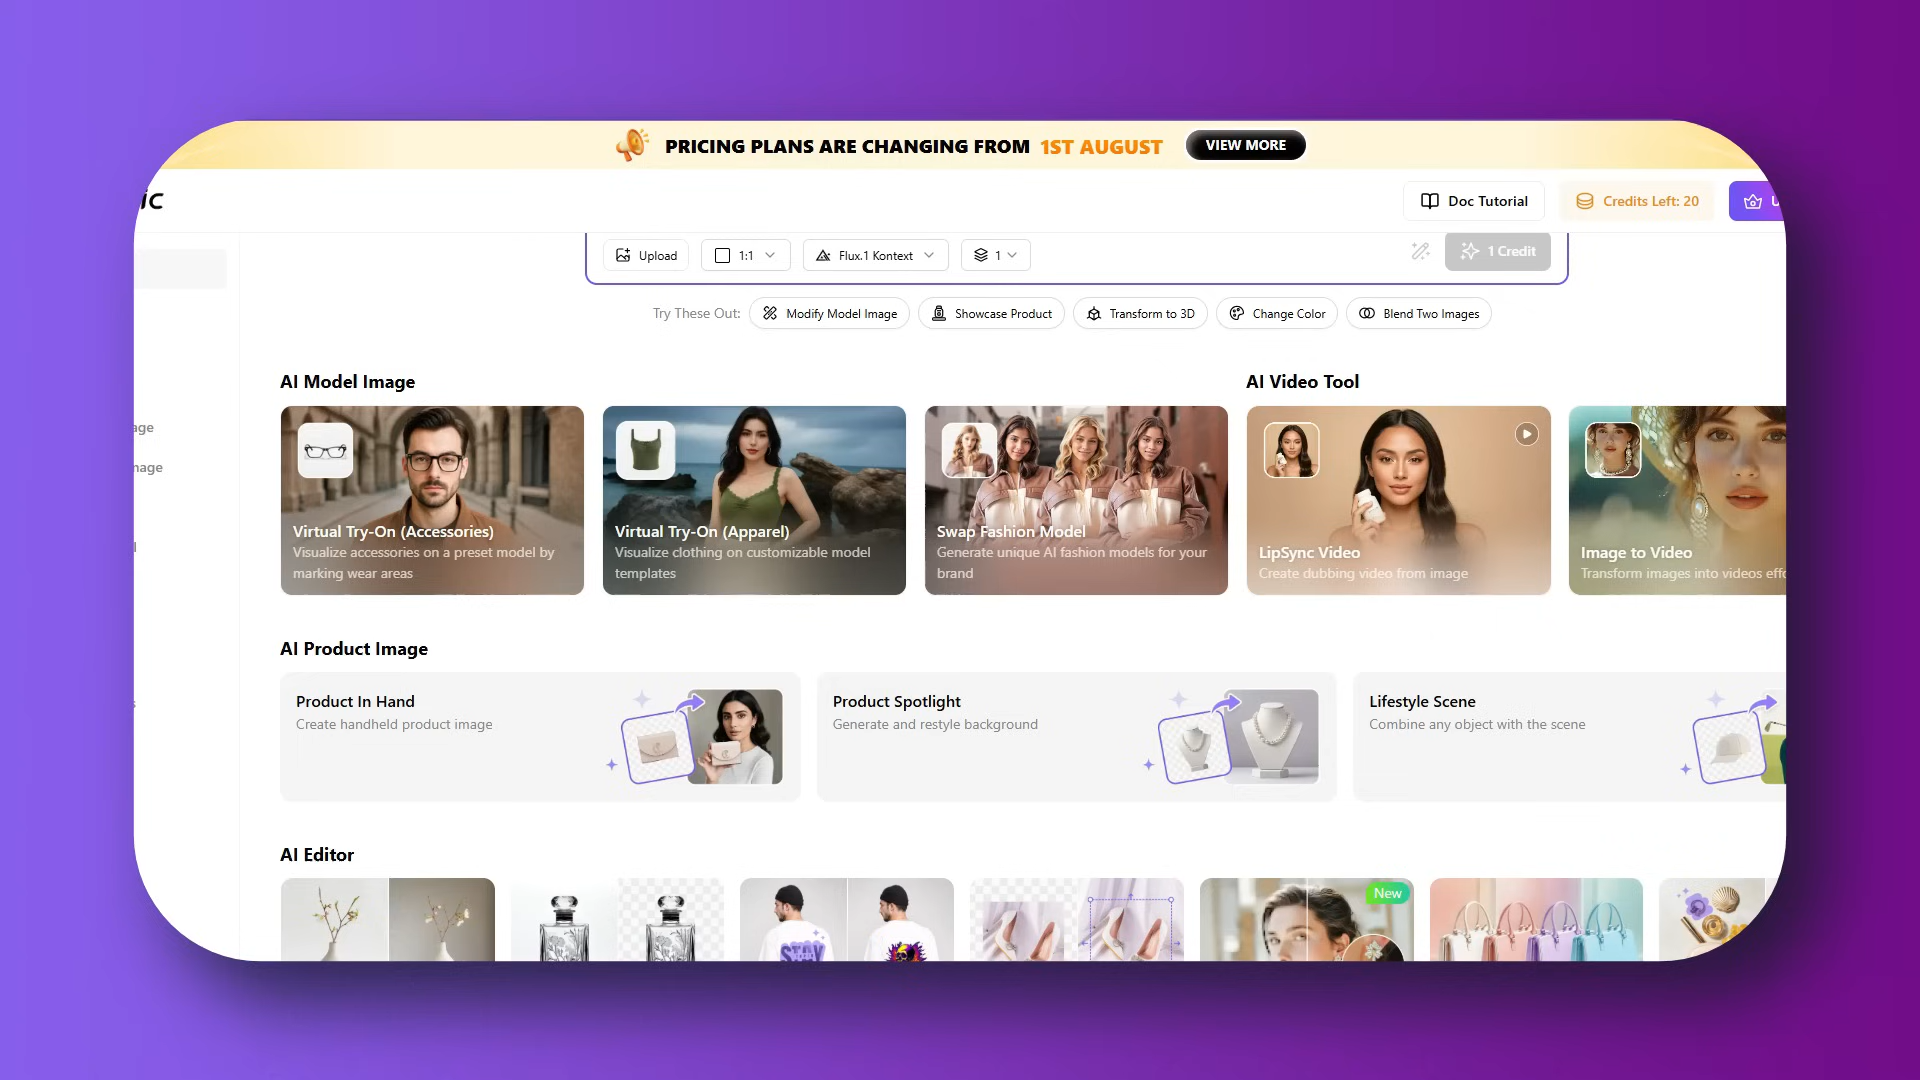 PRICING PLANS ARE CHANGING FROM 1ST AUGUST VIEW MORE
ic
Doc Tutorial
Credits Left: 20
U
Upload
1:1
Flux.1 Kontext
1
1 Credit
Try These Out:
Modify Model Image
Showcase Product
Transform to 3D
Change Color
Blend Two Images
age
mage
l
s
AI Model Image
Virtual Try-On (Accessories)
Visualize accessories on a preset model by
marking wear areas
Virtual Try-On (Apparel)
Visualize clothing on customizable model
templates
Swap Fashion Model
Generate unique AI fashion models for your
brand
AI Video Tool
LipSync Video
Create dubbing video from image
Image to Video
Transform images into videos effo
AI Product Image
Product In Hand
Create handheld product image
Product Spotlight
Generate and restyle background
Lifestyle Scene
Combine any object with the scene
AI Editor
STAY
New